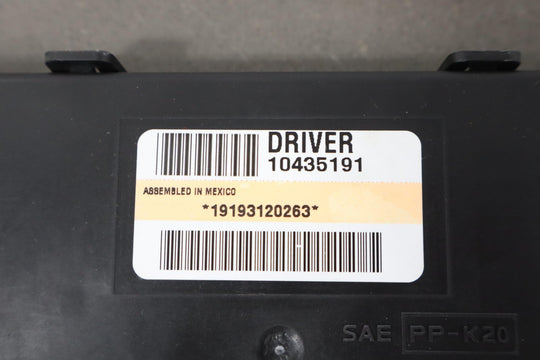 DRIVER
10435191
ASSEMBLED IN MEXICO
*19193120263*
SAE PP-K20